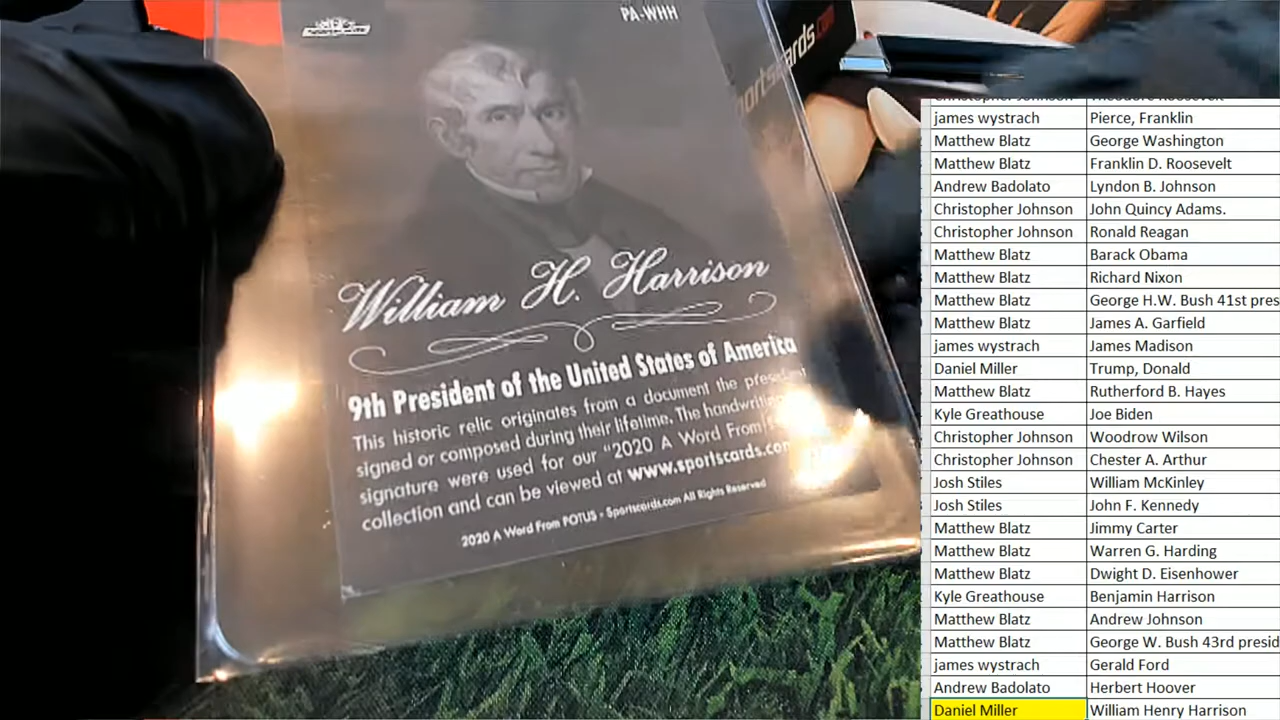 PA-WHH
William H. Harrison
9th President of the United States of America
This historic relic originates from a document the president
signed or composed during their lifetime. The
signature were used for our "2020 A Word From
collection and can be viewed at www.sportscards.com
2020 A Word From POTUS - Sportscards.com All Rights Reserved
james wystrach Pierce, Franklin
Matthew Blatz George Washington
Matthew Blatz Franklin D. Roosevelt
Andrew Badolato Lyndon B. Johnson
Christopher Johnson John Quincy Adams.
Christopher Johnson Ronald Reagan
Matthew Blatz Barack Obama
Matthew Blatz Richard Nixon
Matthew Blatz George H.W. Bush 41st pres
Matthew Blatz James A. Garfield
james wystrach James Madison
Daniel Miller Trump, Donald
Matthew Blatz Rutherford B. Hayes
Kyle Greathouse Joe Biden
Christopher Johnson Woodrow Wilson
Christopher Johnson Chester A. Arthur
Josh Stiles William McKinley
Josh Stiles John F. Kennedy
Matthew Blatz Jimmy Carter
Matthew Blatz Warren G. Harding
Matthew Blatz Dwight D. Eisenhower
Kyle Greathouse Benjamin Harrison
Matthew Blatz Andrew Johnson
Matthew Blatz George W. Bush 43rd presid
james wystrach Gerald Ford
Andrew Badolato Herbert Hoover
Daniel Miller William Henry Harrison